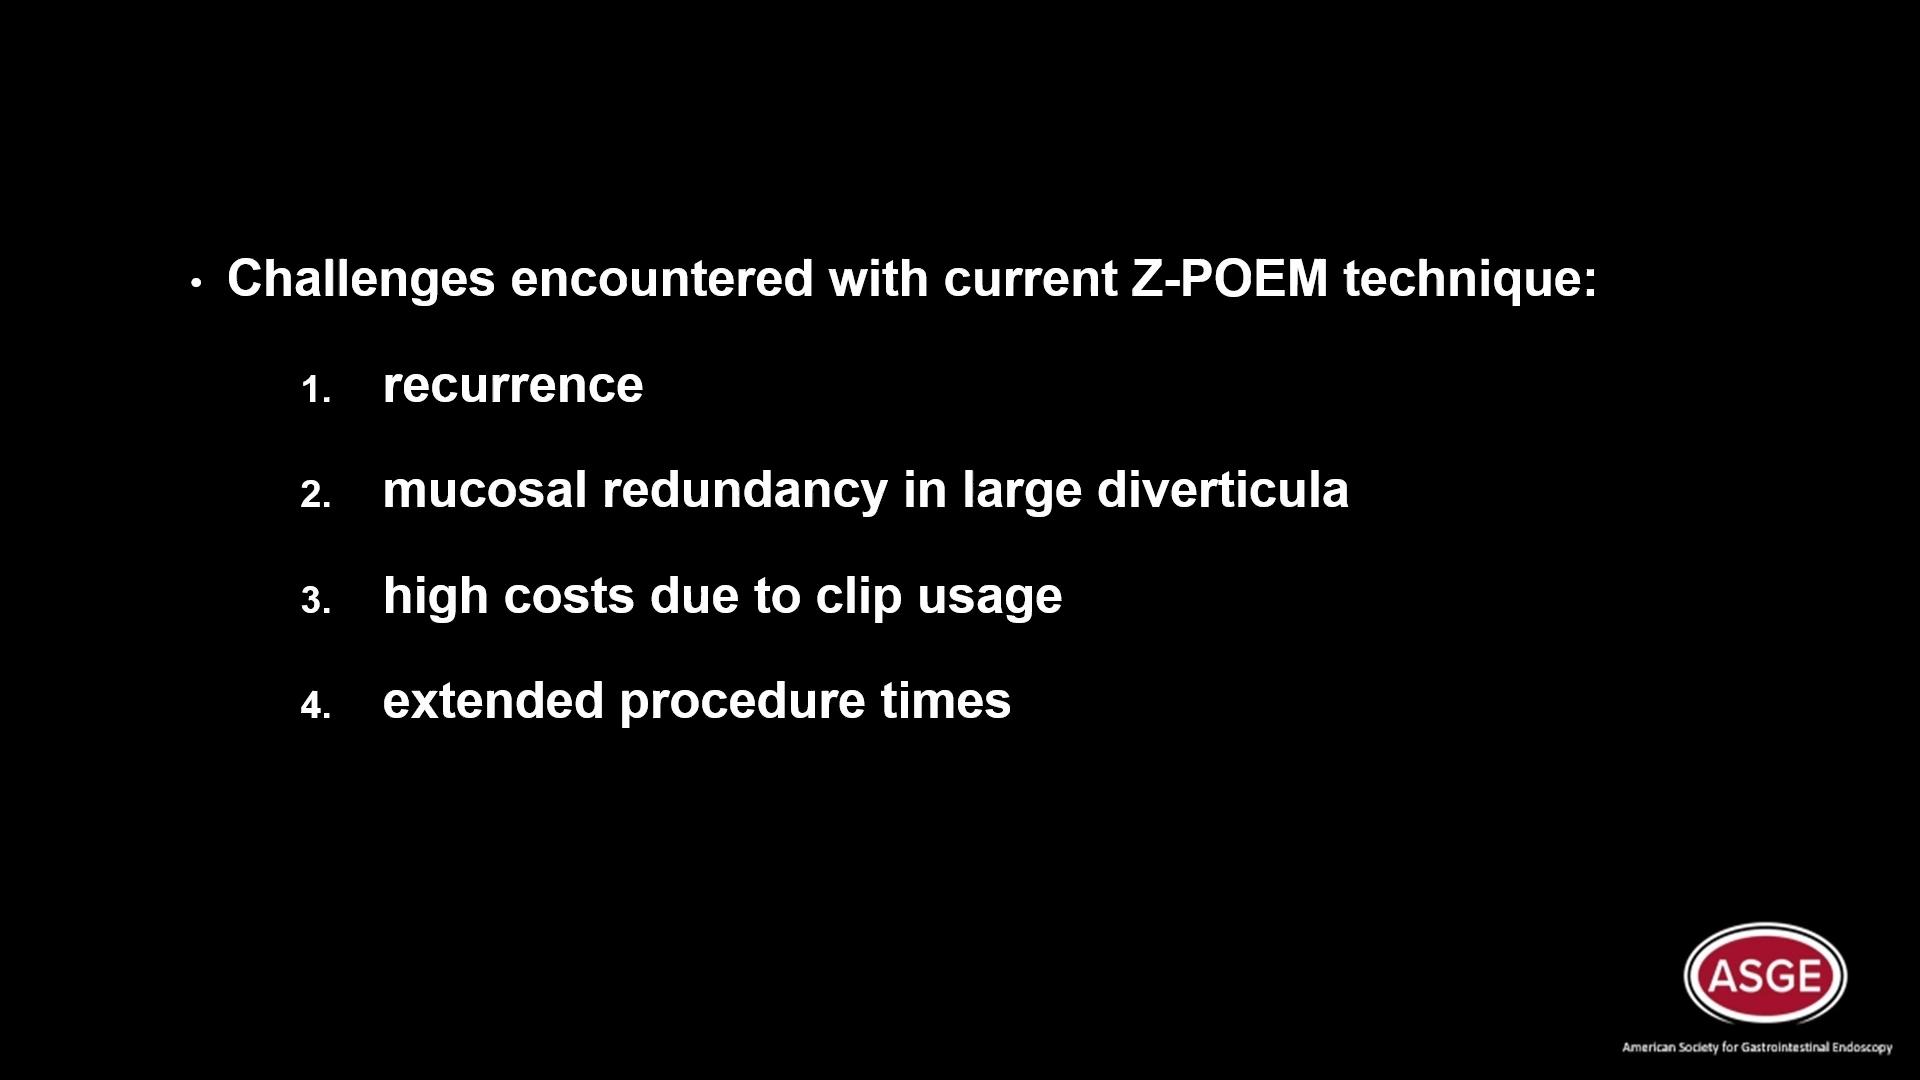 • Challenges encountered with current Z-POEM technique:
1. recurrence
2. mucosal redundancy in large diverticula
3. high costs due to clip usage
4. extended procedure times
ASGE
American Society for Gastrointestinal Endoscopy